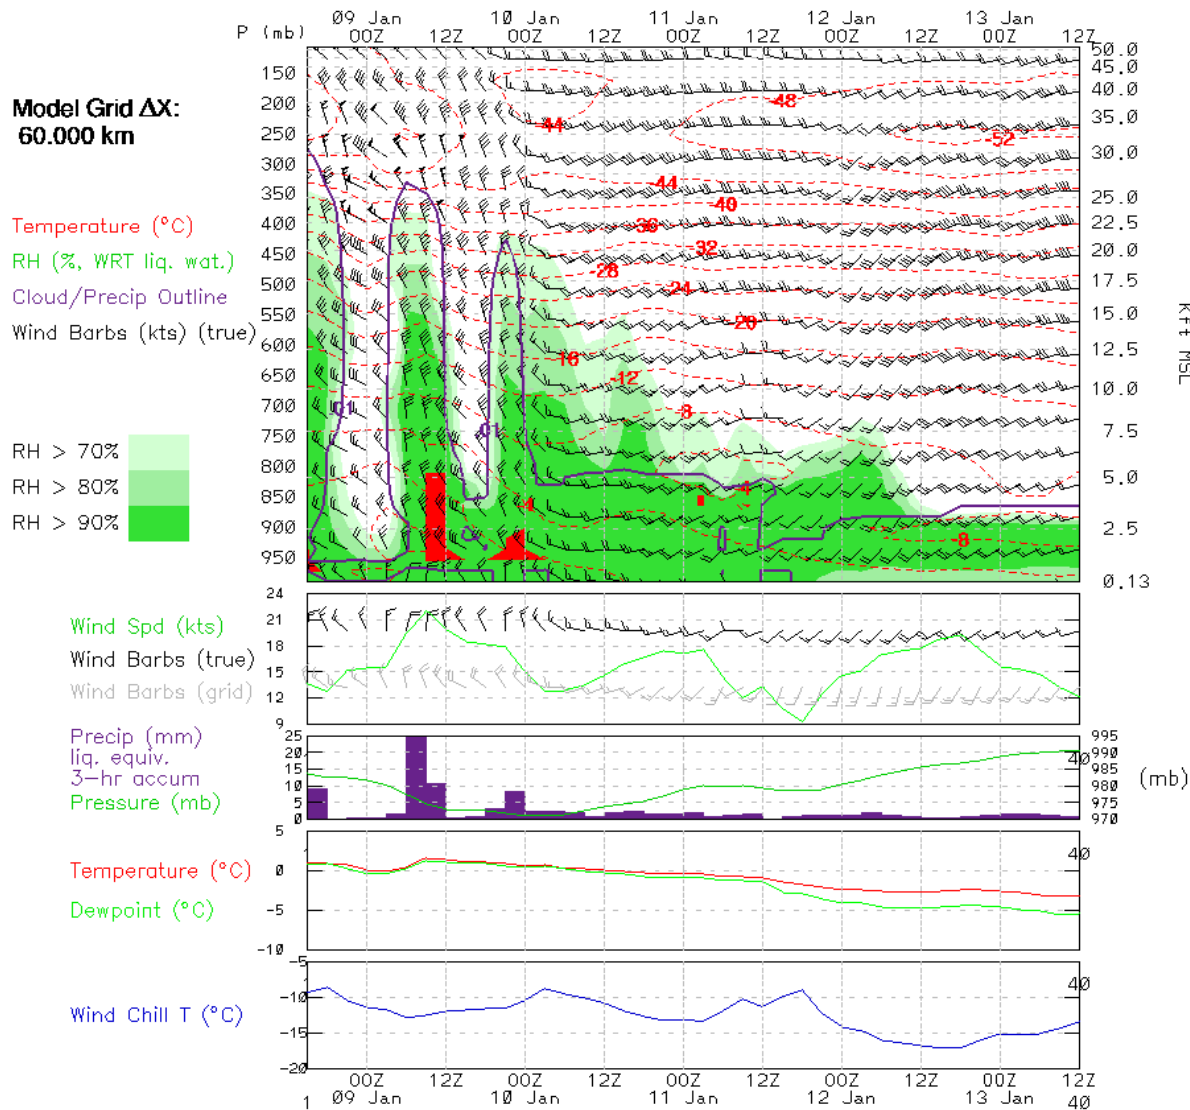 09 Jan 10 Jan 11 Jan 12 Jan 13 Jan
P (mb) 00Z 12Z 00Z 12Z 00Z 12Z 00Z 12Z 00Z 12Z
50.0
45.0
150
40.0
200
35.0
250
30.0
300
350 25.0
400 22.5
450 20.0
500 17.5
550 15.0
600 12.5
650 10.0
700
750 7.5
800 5.0
850
900 2.5
950
0.13
Kft MSL
Model Grid ΔX:
60.000 km
Temperature (°C)
RH (%, WRT liq. wat.)
Cloud/Precip Outline
Wind Barbs (kts) (true)
RH > 70%
RH > 80%
RH > 90%
-48
-44
-52
-44
-40
-36
-32
-28
-24
-20
-16
-12
-8
-4
-4
-8
24
21
18
15
12
9
Wind Spd (kts)
Wind Barbs (true)
Wind Barbs (grid)
Precip (mm)
liq. equiv.
3-hr accum
Pressure (mb)
25 995
20 990
15 985
10 980
5 975
0 970
40
(mb)
5
0
-5
-10
40
Temperature (°C)
Dewpoint (°C)
-5
-10
-15
-20
40
Wind Chill T (°C)
00Z 12Z 00Z 12Z 00Z 12Z 00Z 12Z 00Z 12Z
1 09 Jan 10 Jan 11 Jan 12 Jan 13 Jan 40